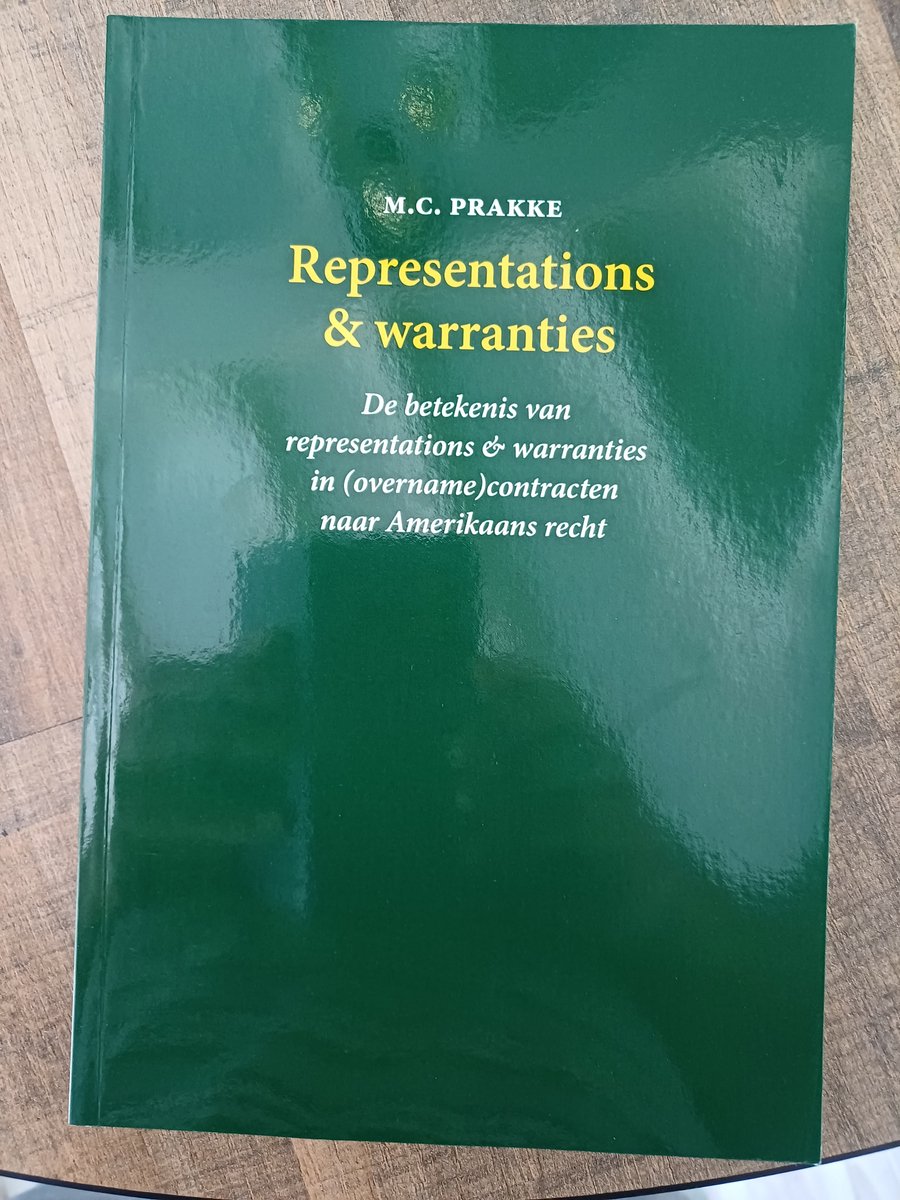 M.C. PRAKKE
Representations
& warranties
De betekenis van
representations & warranties
in (overname)contracten
naar Amerikaans recht